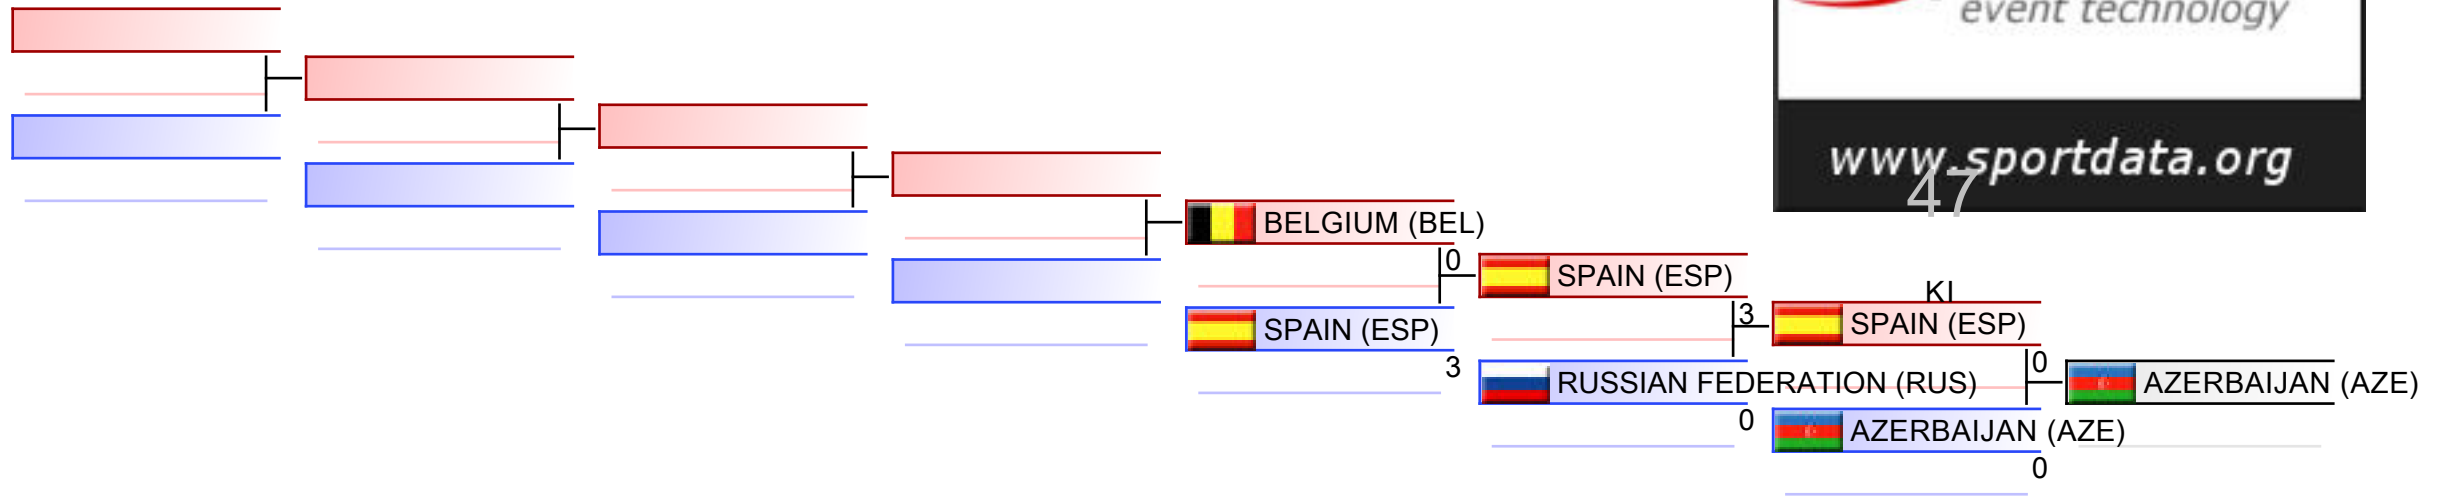 event technology
www.sportdata.org
47
BELGIUM (BEL)
0
SPAIN (ESP)
3
SPAIN (ESP)
3
RUSSIAN FEDERATION (RUS)
0
KI
SPAIN (ESP)
0
AZERBAIJAN (AZE)
0
AZERBAIJAN (AZE)